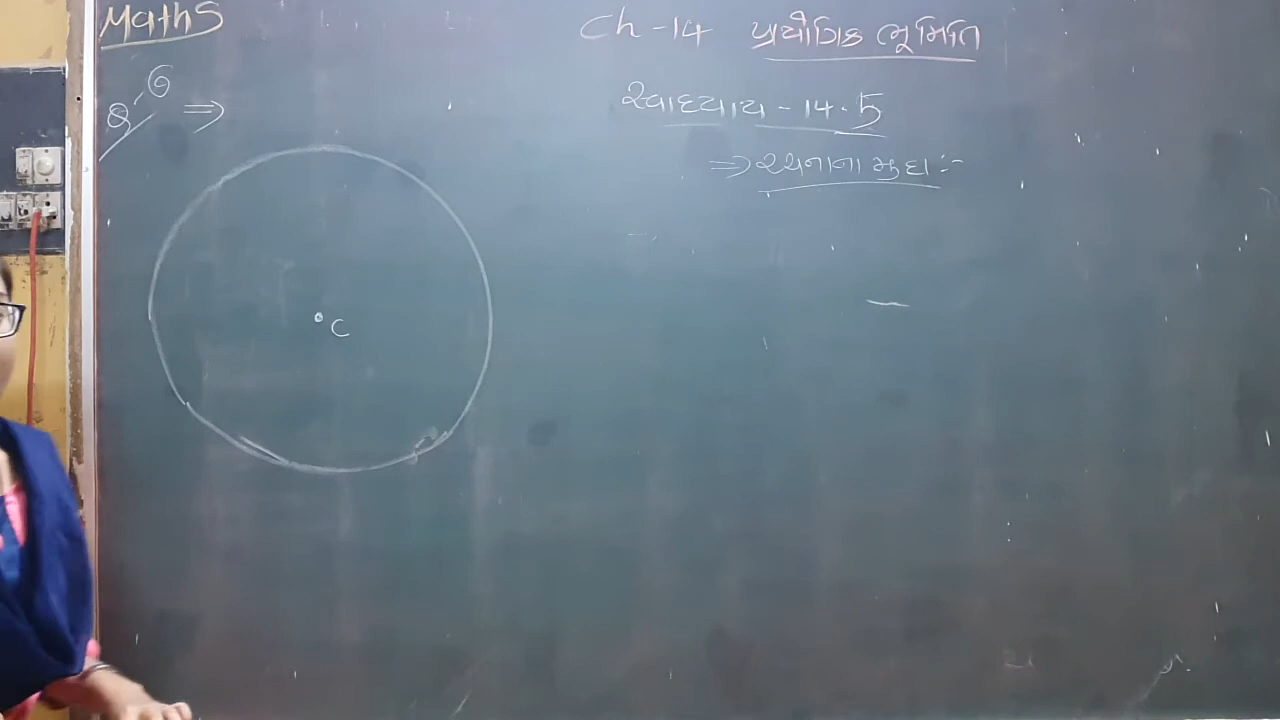 Maths
Ch - 14 પ્રાયોગિક ભૂમિતિ
સ્વાધ્યાય - 14.5
⇒ રચનાના મુદ્દા :-
⇒
C